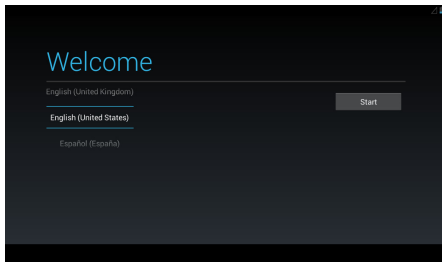 Welcome
English (United Kingdom)
Start
English (United States)
Español (España)